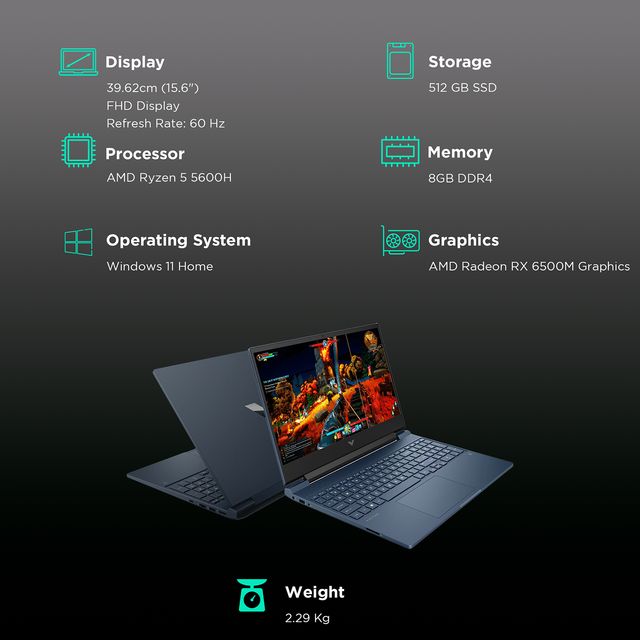 Display
39.62cm (15.6")
FHD Display
Refresh Rate: 60 Hz
Storage
512 GB SSD
Processor
AMD Ryzen 5 5600H
Memory
8GB DDR4
Operating System
Windows 11 Home
Graphics
AMD Radeon RX 6500M Graphics
Weight
2.29 Kg